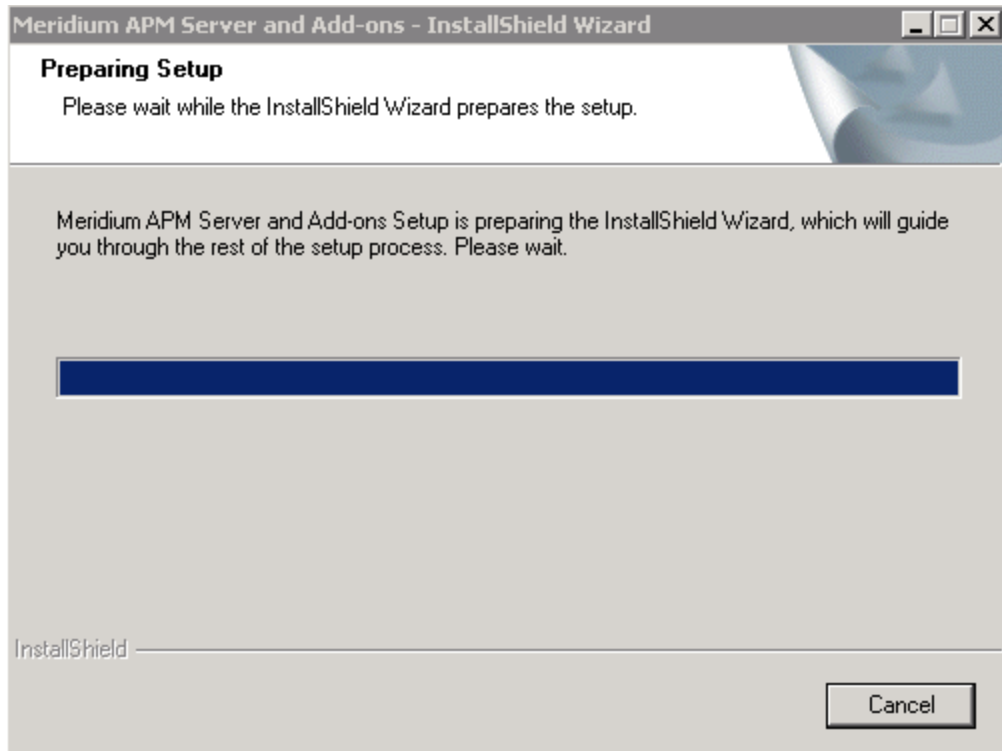 Meridium APM Server and Add-ons - InstallShield Wizard
Preparing Setup
Please wait while the InstallShield Wizard prepares the setup.
Meridium APM Server and Add-ons Setup is preparing the InstallShield Wizard, which will guide
you through the rest of the setup process. Please wait.
InstallShield
Cancel